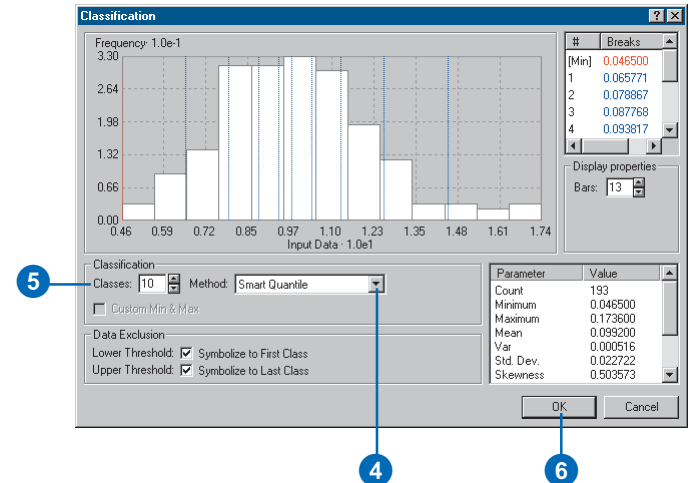 Classification
Frequency · 1.0e-1
3.30
2.64
1.98
1.32
0.66
0.00
0.46 0.59 0.72 0.85 0.97 1.10 1.23 1.35 1.48 1.61 1.74
Input Data · 1.0e1
# Breaks
[Min] 0.046500
1 0.065771
2 0.078867
3 0.087768
4 0.093817
Display properties
Bars: 13
Classification
Classes: 10 Method: Smart Quantile
Custom Min & Max
Data Exclusion
Lower Threshold: Symbolize to First Class
Upper Threshold: Symbolize to Last Class
Parameter Value
Count 193
Minimum 0.046500
Maximum 0.173600
Mean 0.099200
Var 0.000516
Std. Dev. 0.022722
Skewness 0.503573
OK Cancel
5
4 6